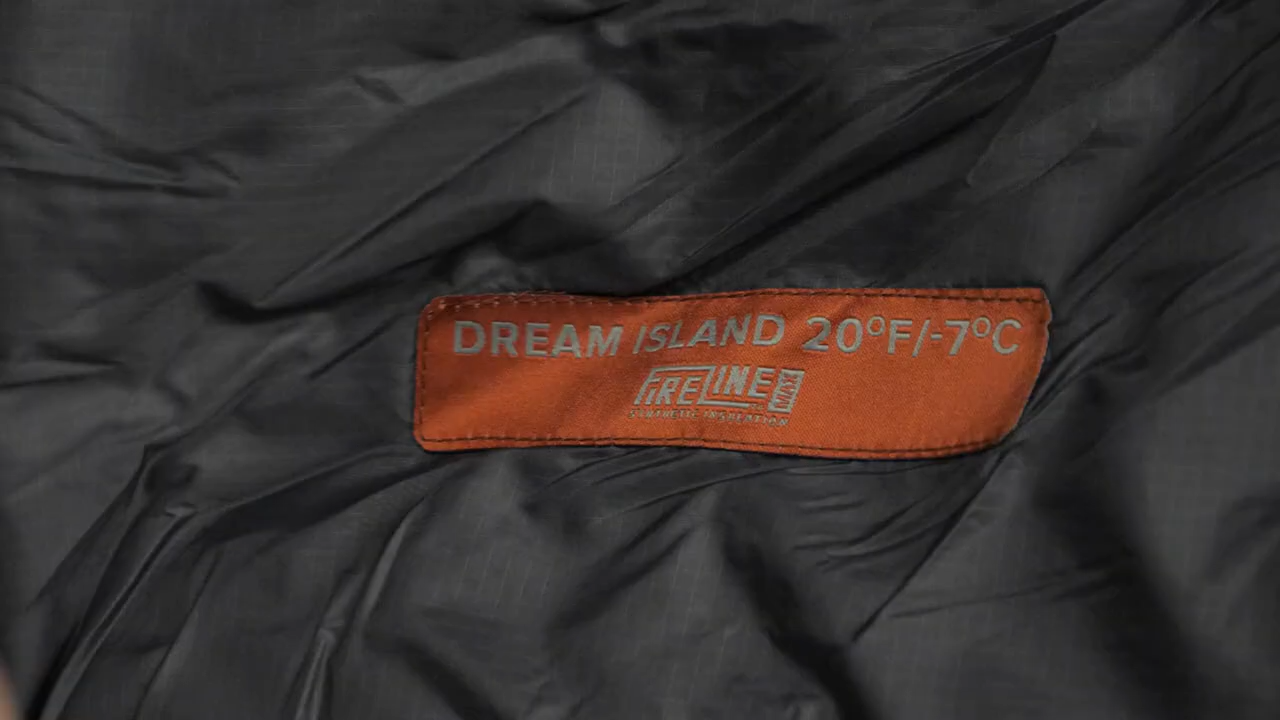 DREAM ISLAND 20°F/-7°C
FIRELINE MAX
SYNTHETIC INSULATION